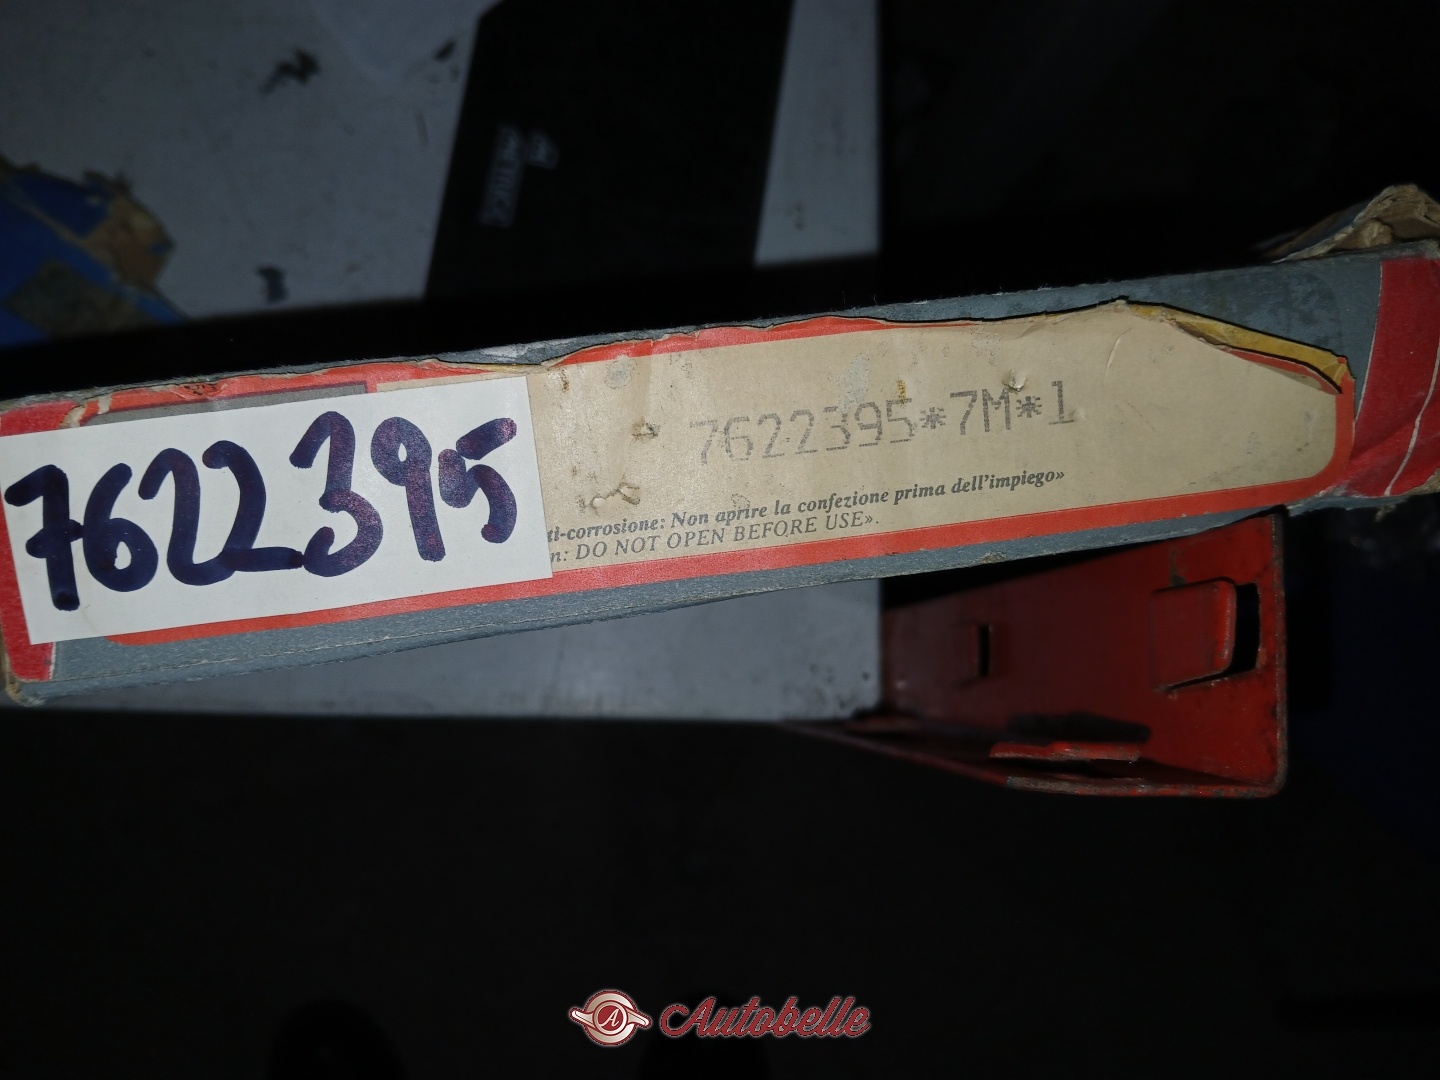 7622395*7M*1
7622395
ti-corrosione: Non aprire la confezione prima dell'impiego»
n: DO NOT OPEN BEFORE USE».
A
Autobelle